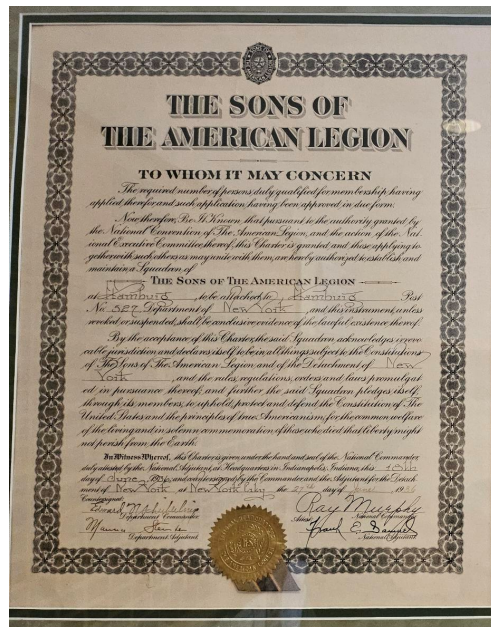 THE SONS OF
THE AMERICAN LEGION
TO WHOM IT MAY CONCERN
The required number of persons duly qualified for membership having
applied therefor and such application having been approved in due form:
Now therefore, Be It Known, that pursuant to the authority granted by
the National Convention of The American Legion, and the action of the Nat-
ional Executive Committee thereof, this Charter is granted and those applying to-
gether with such others as may unite with them, are hereby authorized to establish and
maintain a Squadron of
THE SONS OF THE AMERICAN LEGION
at Hamburg, to be attached to Hamburg Post
No. 527 Department of New York and this instrument, unless
revoked or suspended, shall be conclusive evidence of the lawful existence thereof.
By the acceptance of this Charter, the said Squadron acknowledges irrevo-
cable jurisdiction and declares itself to be in all things subject to the Constitutions
of The Sons of The American Legion and of the Detachment of New
York, and the rules, regulations, orders and laws promulgat-
ed in pursuance thereof, and further the said Squadron pledges itself,
through its members, to uphold, protect and defend the Constitution of The
United States and the principles of true Americanism, for the common welfare
of the living and in solemn commemoration of those who died that liberty might
not perish from the Earth.
In Witness Whereof, this Charter is given under the hand and seal of the National Commander
duly attested by the National Adjutant, at Headquarters in Indianapolis, Indiana, this
day of June, and countersigned by the Commander and the Adjutant for the Detach-
ment of New York at New York City the day of
Countersigned
Ray Murphy
Department Commander
National Commander
Attest Frank E. Samuel
Department Adjutant
National Adjutant